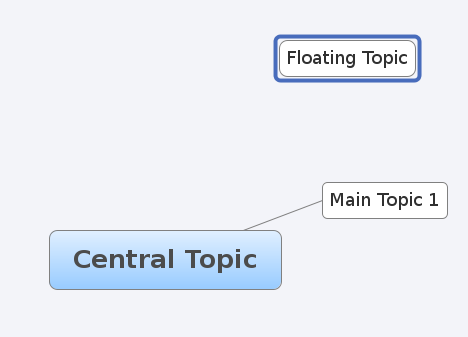 Floating Topic
Main Topic 1
Central Topic